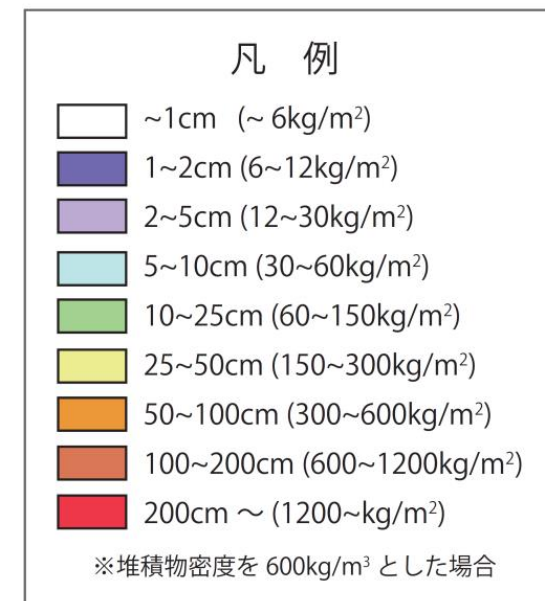 凡 例
~1cm (~ 6kg/m²)
1~2cm (6~12kg/m²)
2~5cm (12~30kg/m²)
5~10cm (30~60kg/m²)
10~25cm (60~150kg/m²)
25~50cm (150~300kg/m²)
50~100cm (300~600kg/m²)
100~200cm (600~1200kg/m²)
200cm ～ (1200~kg/m²)
※堆積物密度を 600kg/m³ とした場合